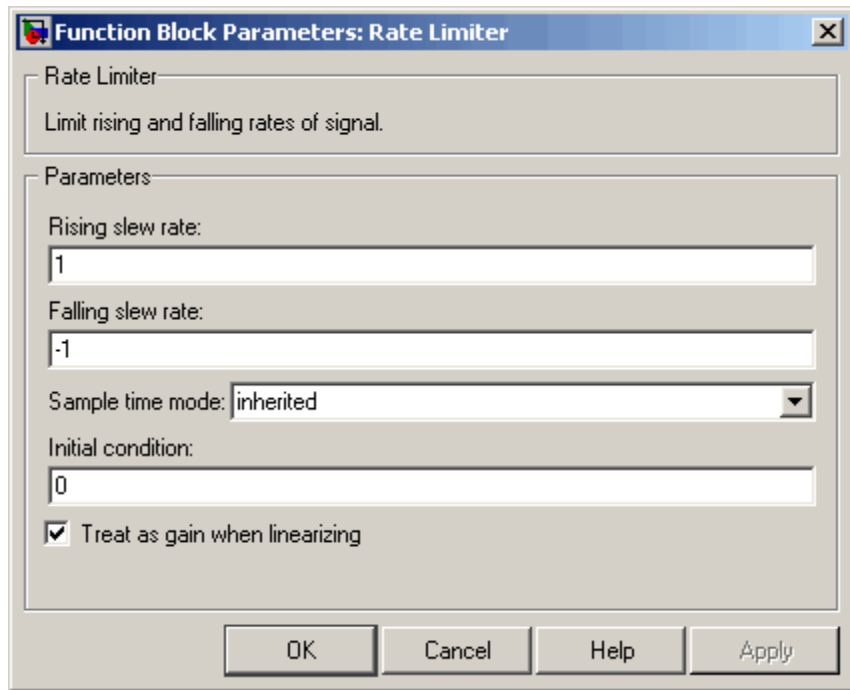 Function Block Parameters: Rate Limiter
Rate Limiter
Limit rising and falling rates of signal.
Parameters
Rising slew rate:
1
Falling slew rate:
-1
Sample time mode: inherited
Initial condition:
0
Treat as gain when linearizing
OK Cancel Help Apply